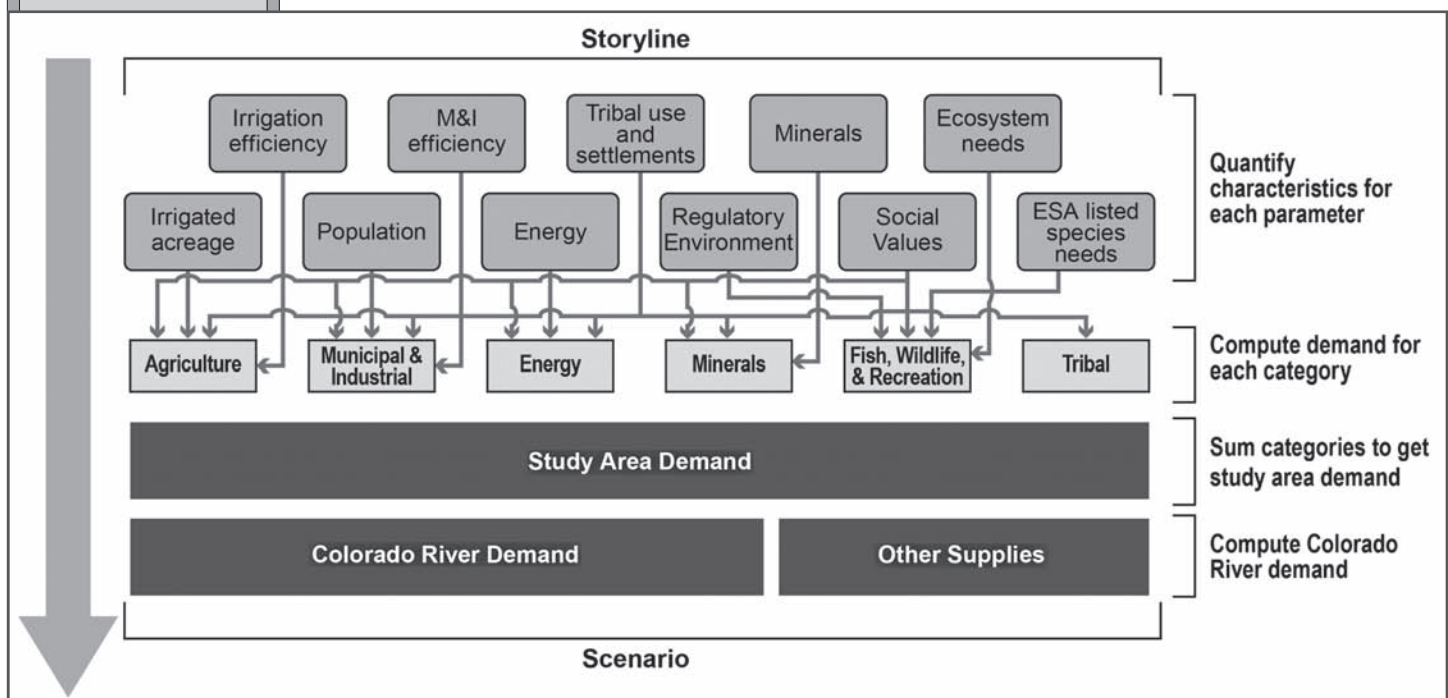 Storyline
Irrigation
efficiency
M&I
efficiency
Tribal use
and
settlements
Minerals
Ecosystem
needs
Irrigated
acreage
Population
Energy
Regulatory
Environment
Social
Values
ESA listed
species
needs
Quantify
characteristics for
each parameter
Agriculture
Municipal &
Industrial
Energy
Minerals
Fish, Wildlife,
& Recreation
Tribal
Compute demand for
each category
Study Area Demand
Sum categories to get
study area demand
Colorado River Demand
Other Supplies
Compute Colorado
River demand
Scenario